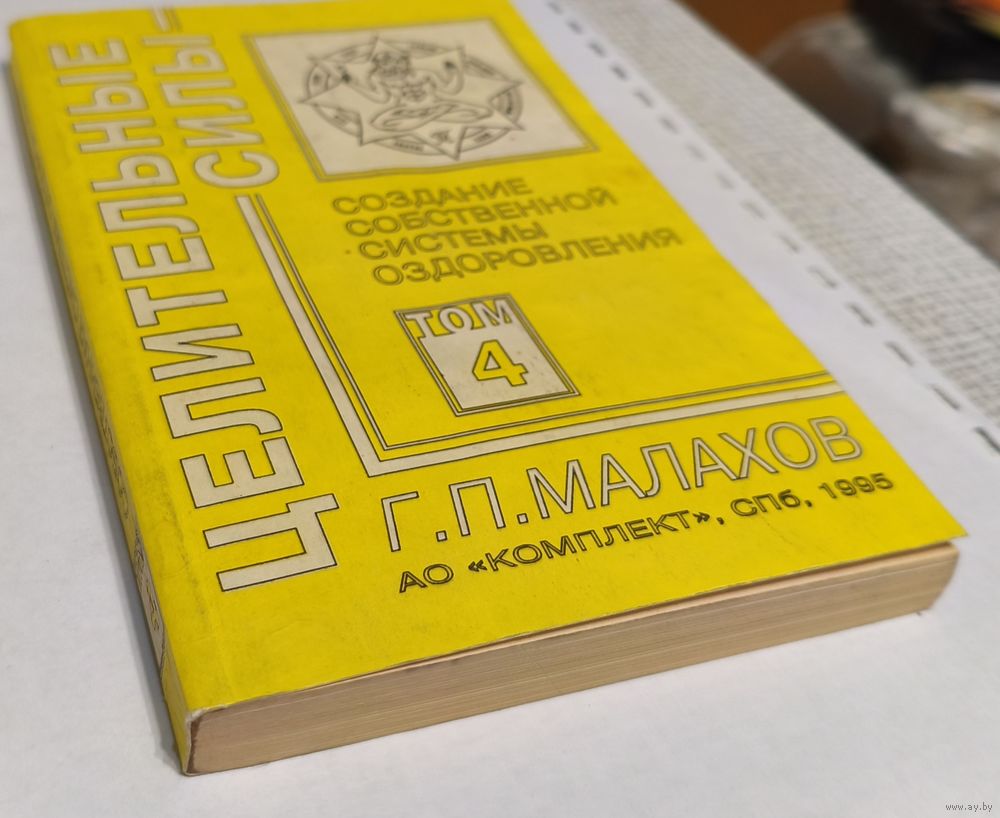 ЦЕЛИТЕЛЬНЫЕ
СИЛЫ
СОЗДАНИЕ
СОБСТВЕННОЙ
СИСТЕМЫ
ОЗДОРОВЛЕНИЯ
ТОМ
4
Г.П.МАЛАХОВ
АО «КОМПЛЕКТ», СПб, 1995
www.ay.by